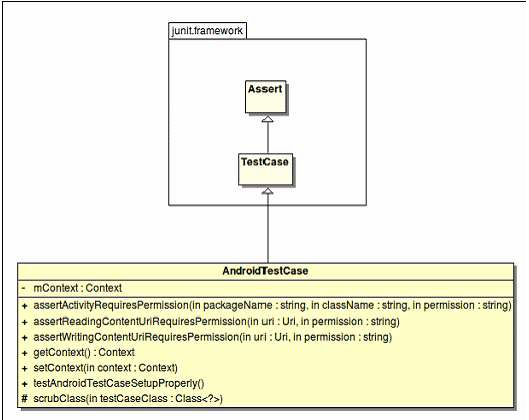 junit.framework
Assert
TestCase
AndroidTestCase
- mContext : Context
+ assertActivityRequiresPermission(in packageName : string, in className : string, in permission : string)
+ assertReadingContentUriRequiresPermission(in uri : Uri, in permission : string)
+ assertWritingContentUriRequiresPermission(in uri : Uri, in permission : string)
+ getContext() : Context
+ setContext(in context : Context)
+ testAndroidTestCaseSetupProperly()
# scrubClass(in testCaseClass : Class<?>)